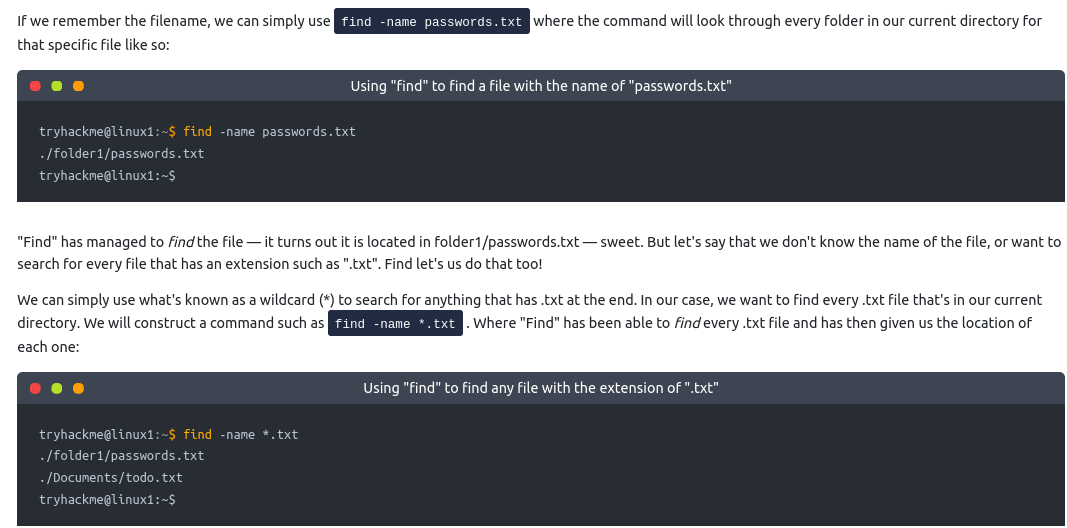 If we remember the filename, we can simply use find -name passwords.txt where the command will look through every folder in our current directory for
that specific file like so:
Using "find" to find a file with the name of "passwords.txt"
tryhackme@linux1:~$ find -name passwords.txt
./folder1/passwords.txt
tryhackme@linux1:~$
"Find" has managed to find the file — it turns out it is located in folder1/passwords.txt — sweet. But let's say that we don't know the name of the file, or want to
search for every file that has an extension such as ".txt". Find let's us do that too!
We can simply use what's known as a wildcard (*) to search for anything that has .txt at the end. In our case, we want to find every .txt file that's in our current
directory. We will construct a command such as find -name *.txt . Where "Find" has been able to find every .txt file and has then given us the location of
each one:
Using "find" to find any file with the extension of ".txt"
tryhackme@linux1:~$ find -name *.txt
./folder1/passwords.txt
./Documents/todo.txt
tryhackme@linux1:~$